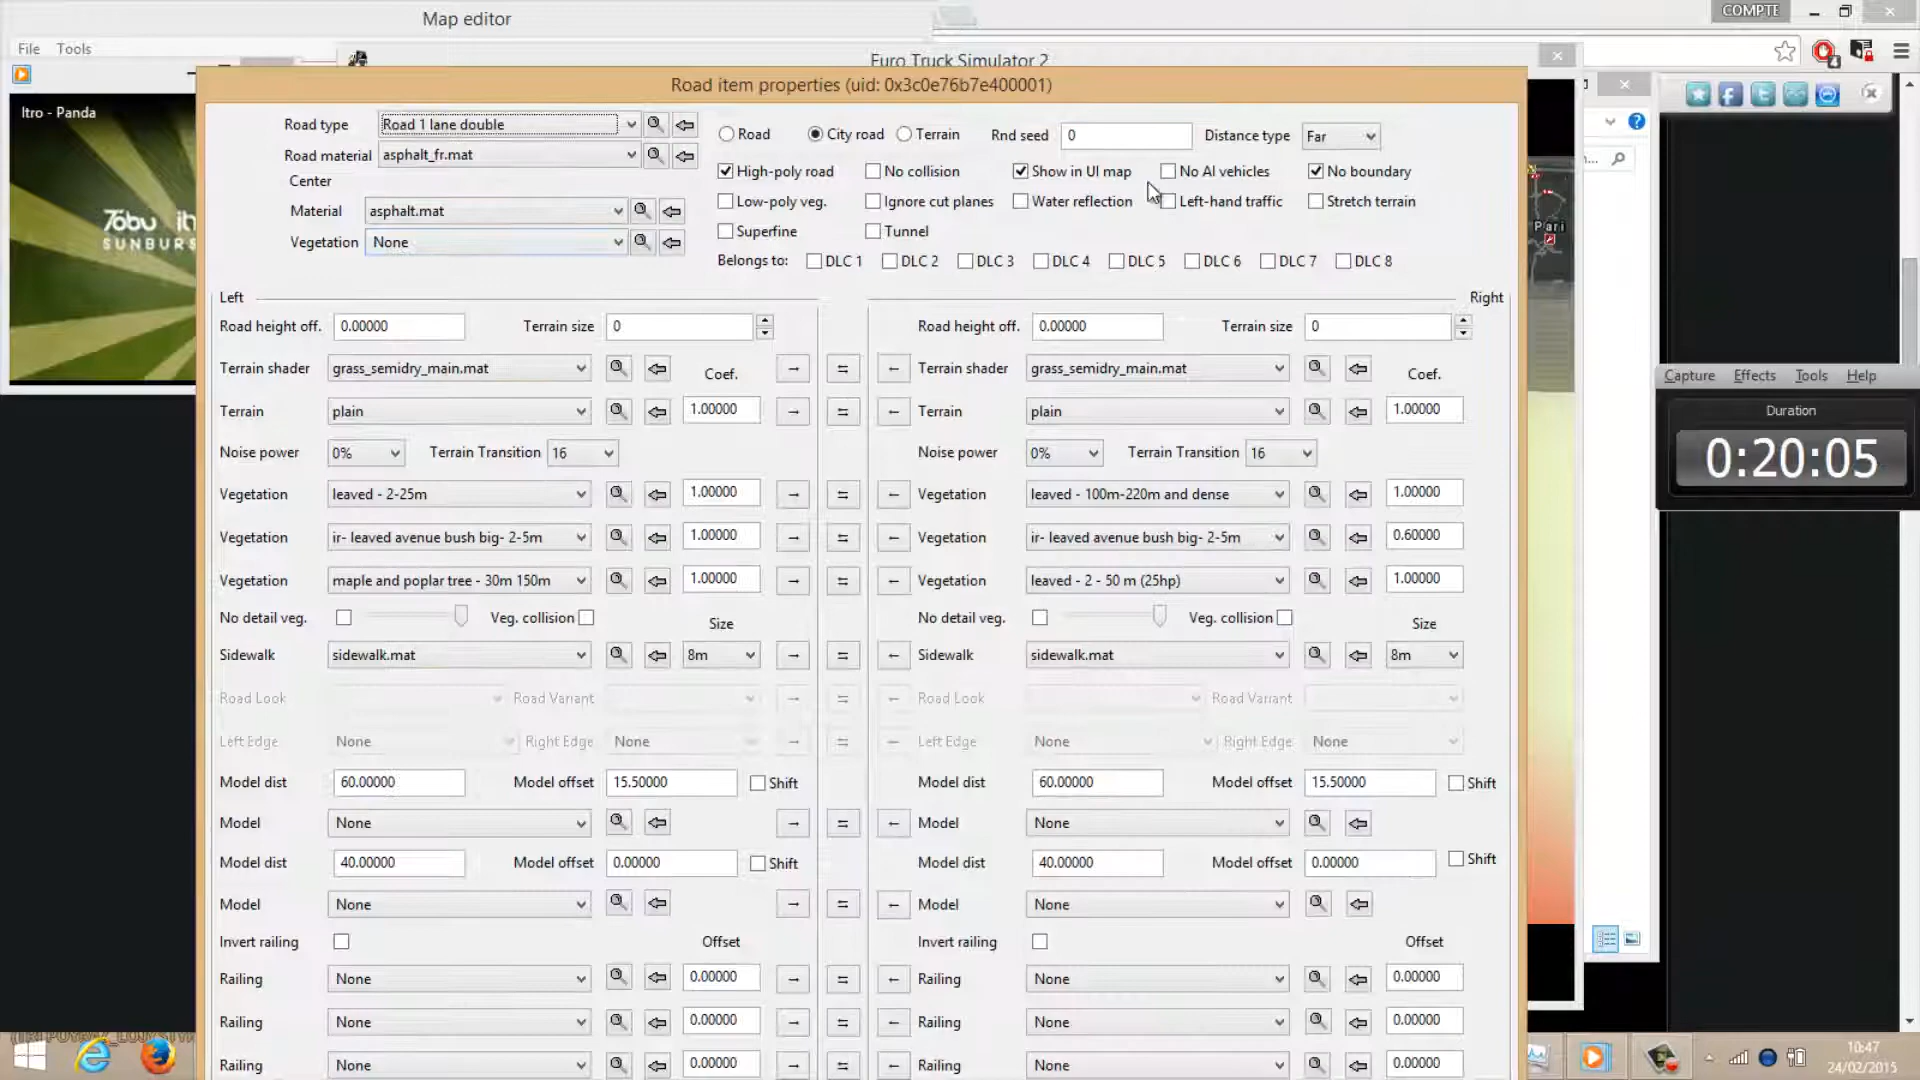 Map editor
COMPTE
File Tools
Euro Truck Simulator 2
Road item properties (uid: 0x3c0e76b7e400001)
Itro - Panda
Tobu
SUNBURS
Road type Road 1 lane double
Road Material asphalt_fr.mat
Center
Material asphalt.mat
Vegetation None
Road City road Terrain Rnd seed 0 Distance type Far
High-poly road No collision Show in UI map No AI vehicles No boundary
Low-poly veg. Ignore cut planes Water reflection Left-hand traffic Stretch terrain
Superfine Tunnel
Belongs to: DLC 1 DLC 2 DLC 3 DLC 4 DLC 5 DLC 6 DLC 7 DLC 8
Pari
Left Right
Road height off. 0.00000 Terrain size 0 Road height off. 0.00000 Terrain size 0
Terrain shader grass_semidry_main.mat Coef. Terrain shader grass_semidry_main.mat Coef.
Terrain plain 1.00000 Terrain plain 1.00000
Noise power 0% Terrain Transition 16 Noise power 0% Terrain Transition 16
Vegetation leaved - 2-25m 1.00000 Vegetation leaved - 100m-220m and dense 1.00000
Vegetation ir- leaved avenue bush big- 2-5m 1.00000 Vegetation ir- leaved avenue bush big- 2-5m 0.60000
Vegetation maple and poplar tree - 30m 150m 1.00000 Vegetation leaved - 2 - 50 m (25hp) 1.00000
No detail veg. Veg. collision Size No detail veg. Veg. collision Size
Sidewalk sidewalk.mat 8m Sidewalk sidewalk.mat 8m
Road Look Road Variant Road Look Road Variant
Left Edge None Right Edge None Left Edge None Right Edge None
Model dist 60.00000 Model offset 15.50000 Shift Model dist 60.00000 Model offset 15.50000 Shift
Model None Model None
Model dist 40.00000 Model offset 0.00000 Shift Model dist 40.00000 Model offset 0.00000 Shift
Model None Model None
Invert railing Offset Invert railing Offset
Railing None 0.00000 Railing None 0.00000
Railing None 0.00000 Railing None 0.00000
Railing None 0.00000 Railing None 0.00000
Capture Effects Tools Help
Duration
0:20:05
10:47
24/02/2015